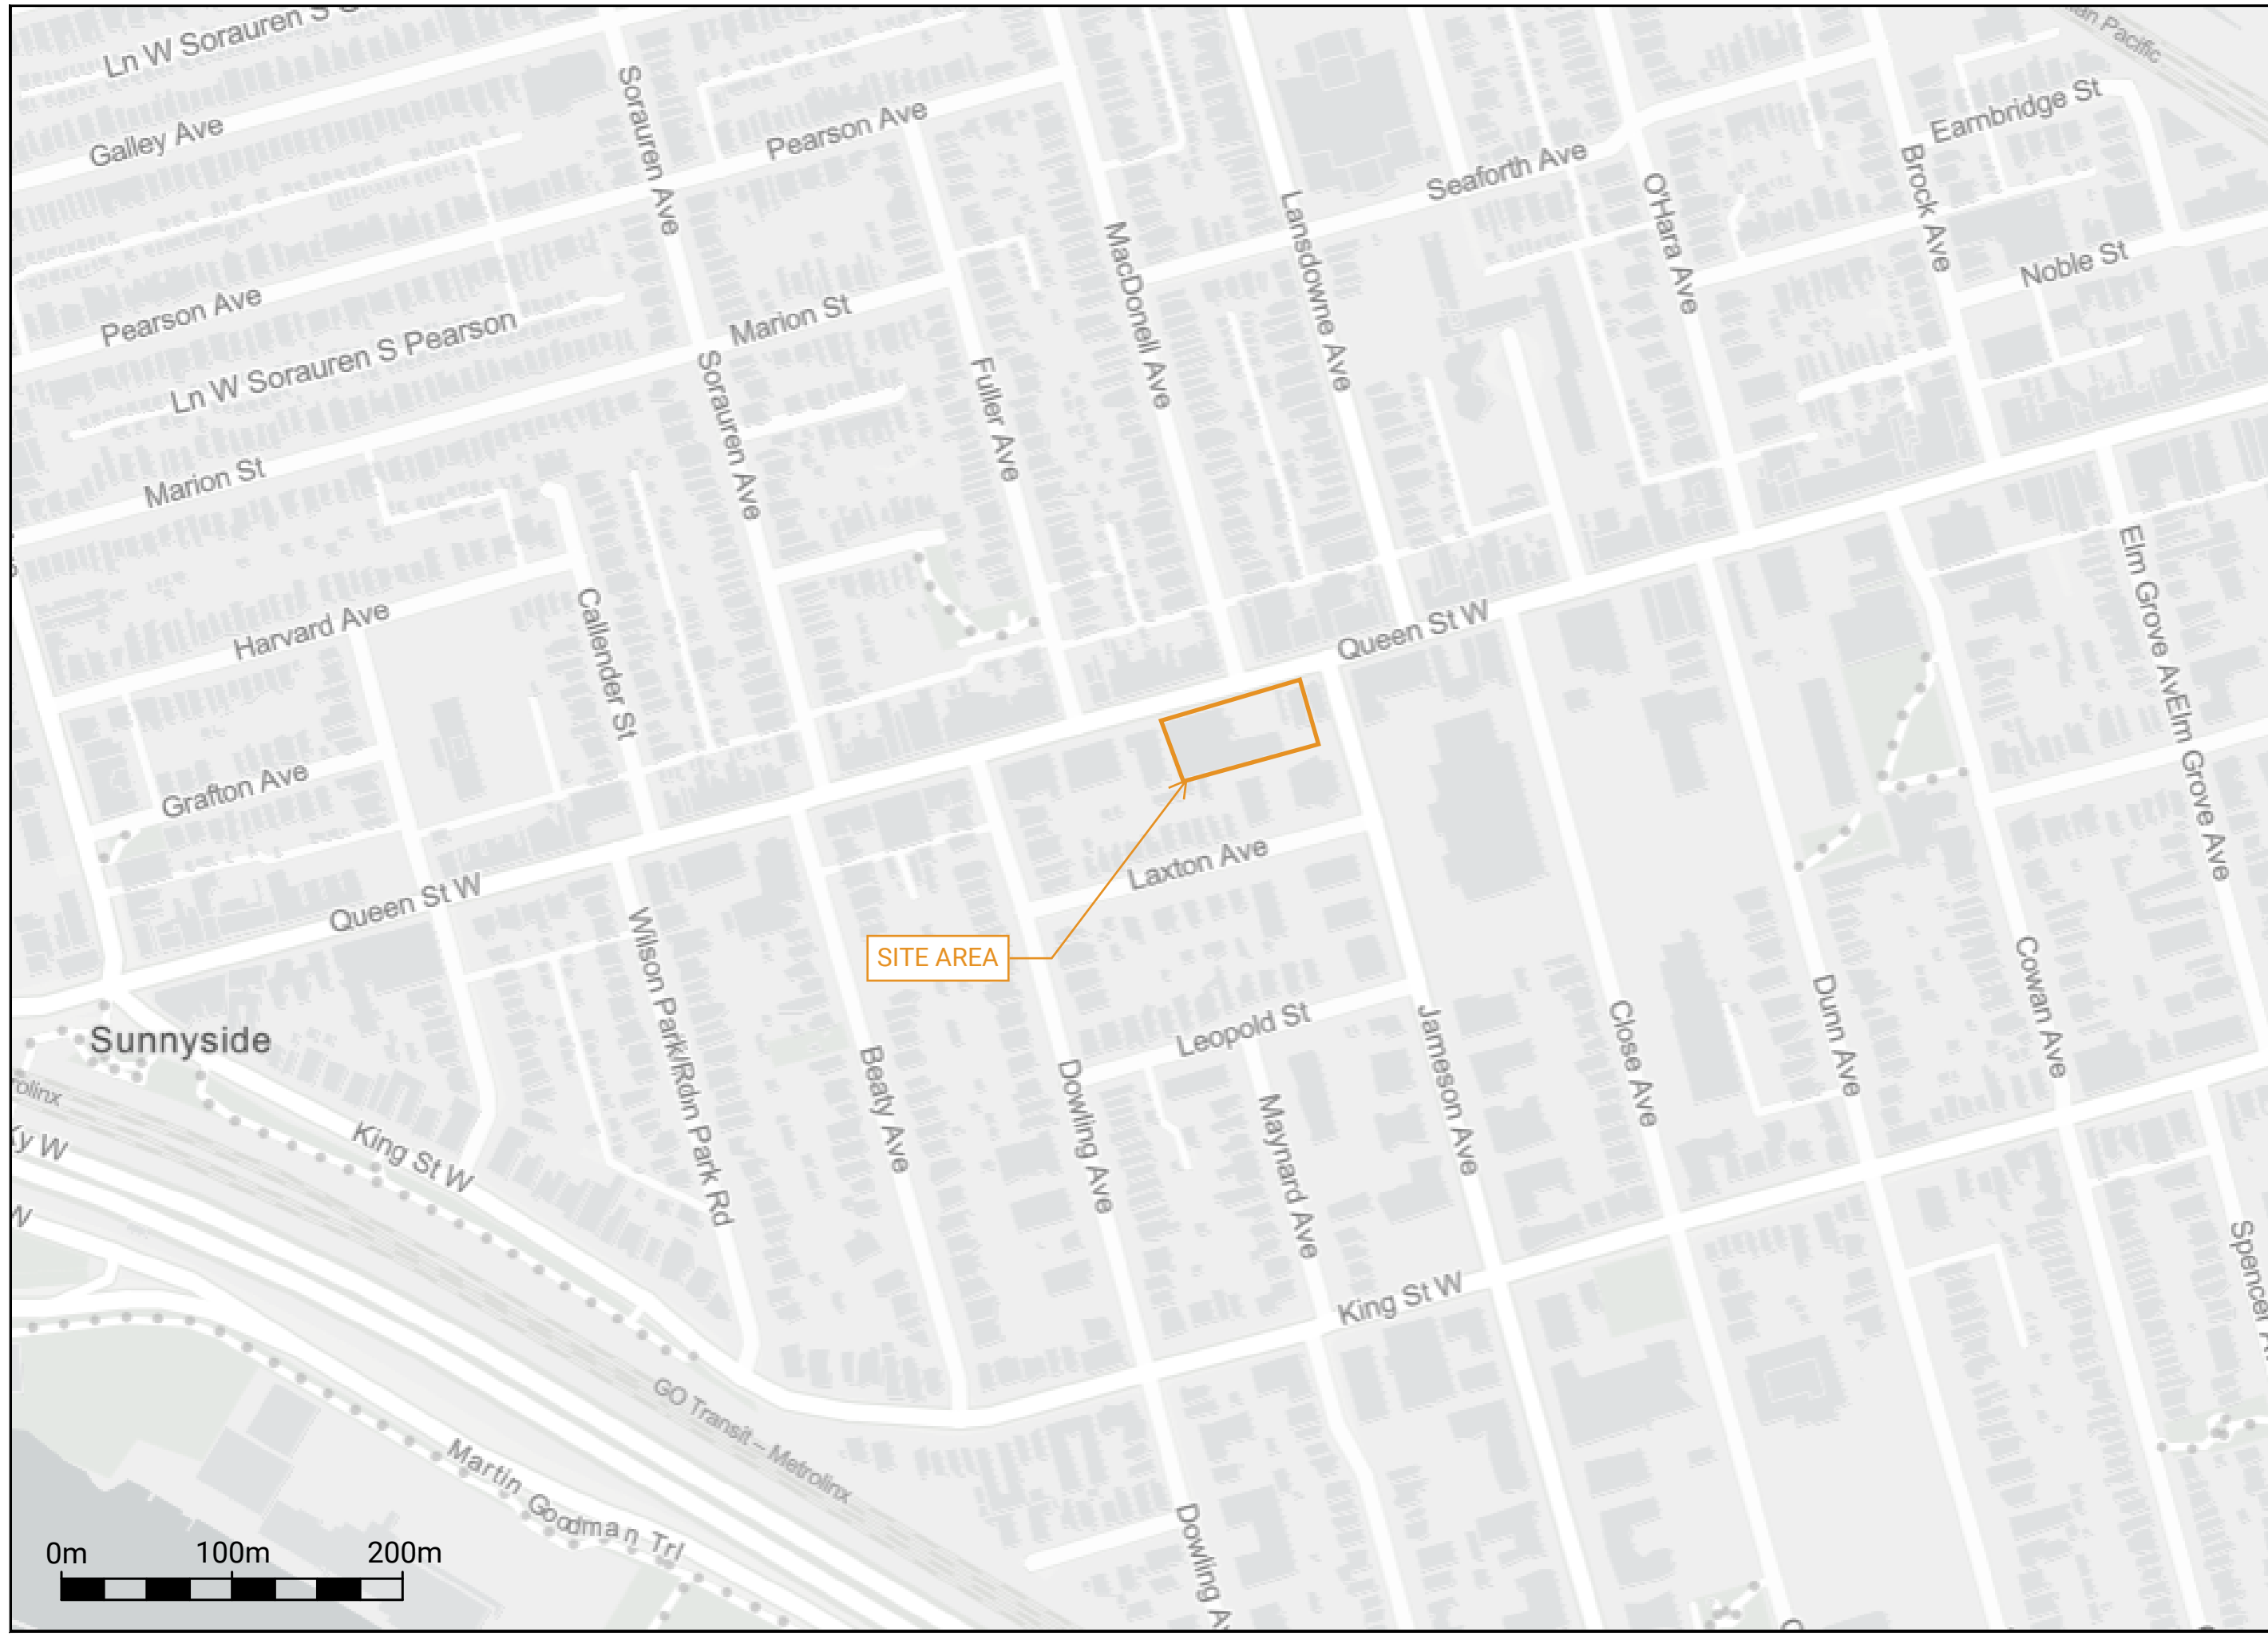 Ln W Sorauren S
an Pacific
Galley Ave
Sorauren Ave
Pearson Ave
Earnbridge St
Seaforth Ave
Brock Ave
O'Hara Ave
Lansdowne Ave
MacDonell Ave
Noble St
Pearson Ave
Ln W Sorauren S Pearson
Marion St
Sorauren Ave
Fuller Ave
Marion St
Elm Grove Av
Elm Grove Ave
Harvard Ave
Callender St
Queen St W
Grafton Ave
Laxton Ave
Queen St W
Wilson Park
Park Rd
SITE AREA
Cowan Ave
Dunn Ave
Close Ave
Jameson Ave
Leopold St
Sunnyside
Beaty Ave
Dowling Ave
Maynard Ave
rolinx
y W
W
King St W
King St W
Spencer
GO Transit – Metrolinx
Martin Goodman Trl
Dowling A
0m 100m 200m